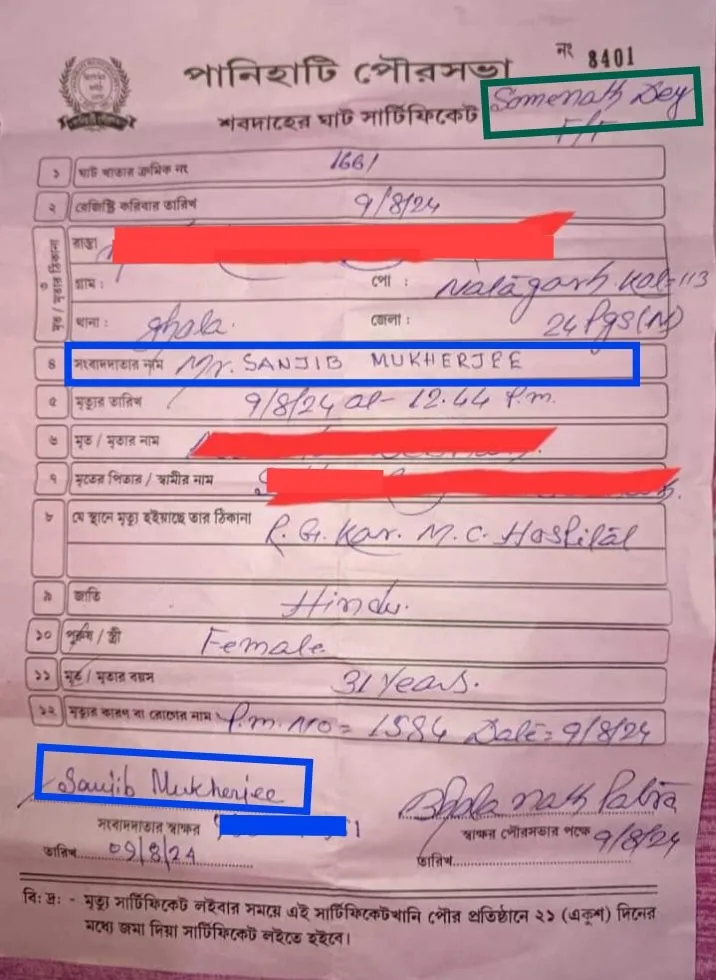 নং 8401
পানিহাটি পৌরসভা
শবদাহের ঘাট সার্টিফিকেট
Somenath Dey
১ ঘাট খাতার ক্রমিক নং 1661
২ রেজিষ্ট্রি করিবার তারিখ 9/8/24
৩ মৃত / মৃতার ঠিকানা
রাস্তা
গ্রাম : পো : Natagarh. Kol-113
থানা : ghola. জেলা : 24 Pgs(N)
৪ সংবাদদাতার নাম Mr. SANJIB MUKHERJEE
৫ মৃত্যুর তারিখ 9/8/24 at- 12.44 P.m.
৬ মৃত / মৃতার নাম
৭ মৃতের পিতার / স্বামীর নাম
৮ যে স্থানে মৃত্যু হইয়াছে তার ঠিকানা R. G. Kar. M. C. Hospital
৯ জাতি Hindu.
১০ পুরুষ / স্ত্রী Female
১১ মৃত / মৃতার বয়স 31 Years.
১২ মৃত্যুর কারণ বা রোগের নাম P.m. NO = 1584 Date = 9/8/24
Sanjib Mukherjee Bhola nath Patra
সংবাদদাতার স্বাক্ষর স্বাক্ষর পৌরসভার পক্ষে 9/8/24
তারিখ 09/8/24 তারিখ
বি: দ্র: - মৃত্যু সার্টিফিকেট লইবার সময়ে এই সার্টিফিকেটখানি পৌর প্রতিষ্ঠানে ২১ (একুশ) দিনের
মধ্যে জমা দিয়া সার্টিফিকেট লইতে হইবে।